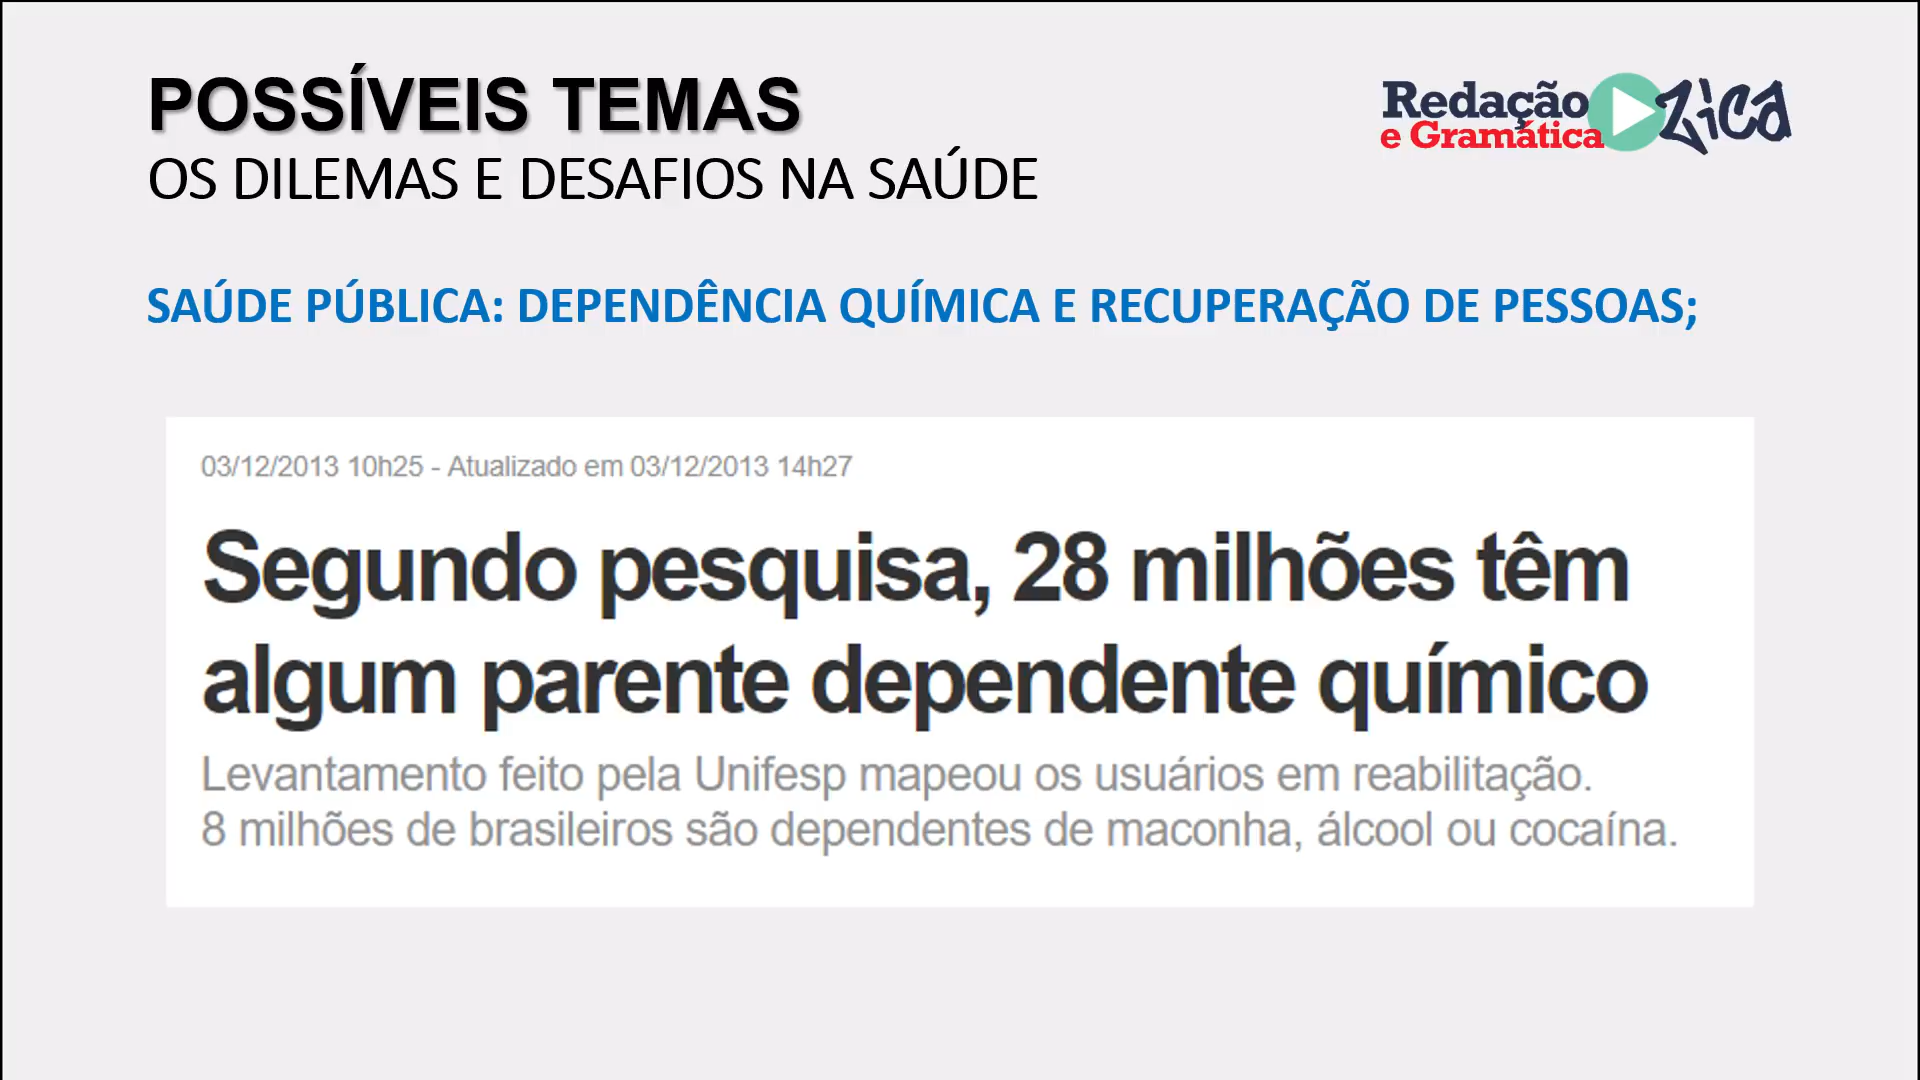 POSSÍVEIS TEMAS
OS DILEMAS E DESAFIOS NA SAÚDE
Redação
e Gramática
Zica
SAÚDE PÚBLICA: DEPENDÊNCIA QUÍMICA E RECUPERAÇÃO DE PESSOAS;
03/12/2013 10h25 - Atualizado em 03/12/2013 14h27
Segundo pesquisa, 28 milhões têm
algum parente dependente químico
Levantamento feito pela Unifesp mapeou os usuários em reabilitação.
8 milhões de brasileiros são dependentes de maconha, álcool ou cocaína.